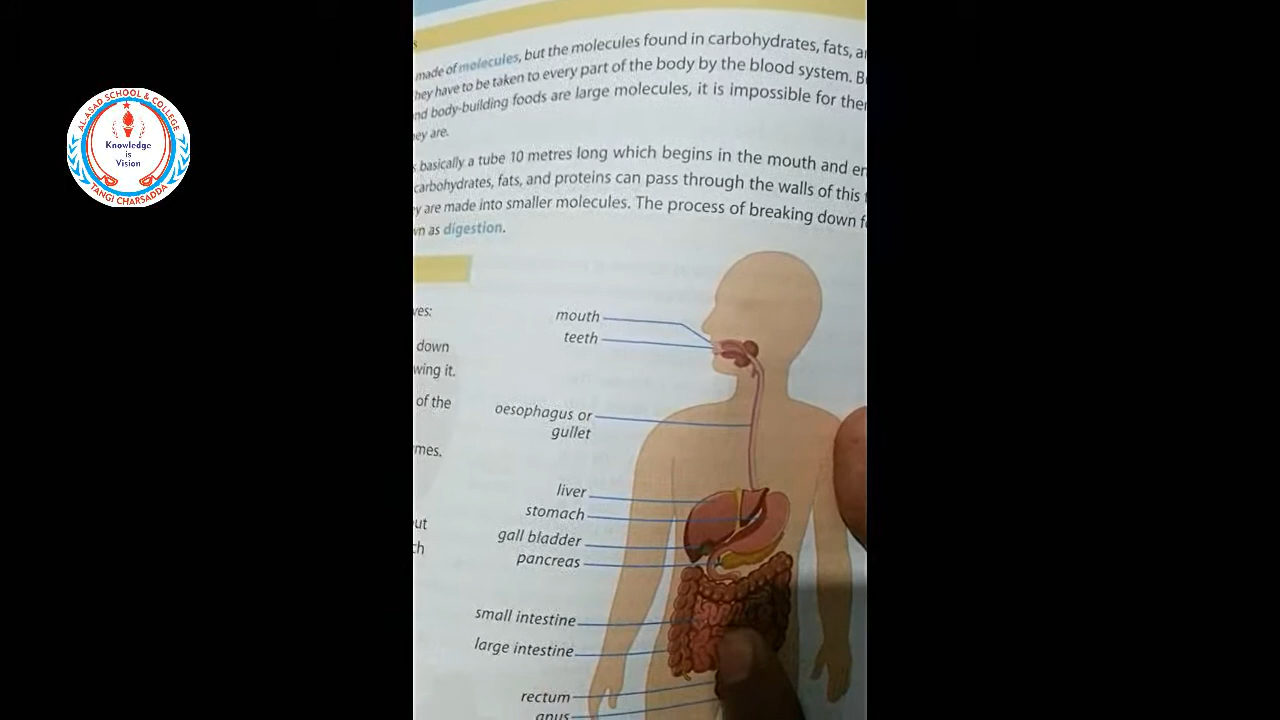 AL-ASAD SCHOOL & COLLEGE
Knowledge
is
Vision
TANGI CHARSADDA
made of molecules, but the molecules found in carbohydrates, fats,
hey have to be taken to every part of the body by the blood system.
nd body-building foods are large molecules, it is impossible for
ey are.
basically a tube 10 metres long which begins in the mouth and
carbohydrates, fats, and proteins can pass through the walls of this
y are made into smaller molecules. The process of breaking down
wn as digestion.
ves:
down
wing it.
of the
mes.
ut
ch
mouth
teeth
oesophagus or
gullet
liver
stomach
gall bladder
pancreas
small intestine
large intestine
rectum
anus